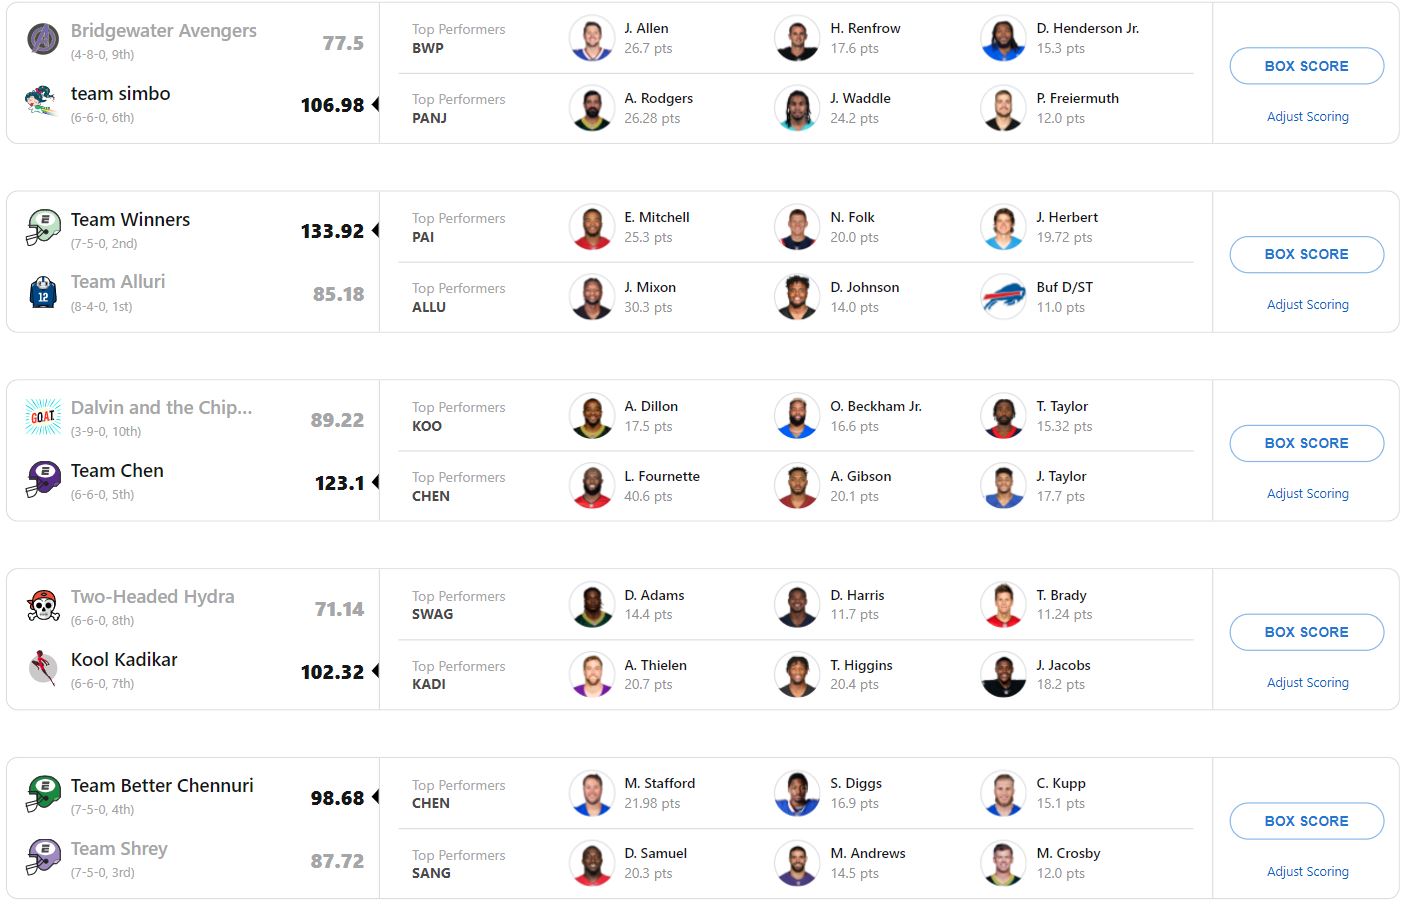 Bridgewater Avengers
(4-8-0, 9th)
77.5
team simbo
(6-6-0, 6th)
106.98
Top Performers
BWP
J. Allen
26.7 pts
H. Renfrow
17.6 pts
D. Henderson Jr.
15.3 pts
Top Performers
PANJ
A. Rodgers
26.28 pts
J. Waddle
24.2 pts
P. Freiermuth
12.0 pts
BOX SCORE
Adjust Scoring
E
Team Winners
(7-5-0, 2nd)
133.92
12
Team Alluri
(8-4-0, 1st)
85.18
Top Performers
PAI
E. Mitchell
25.3 pts
N. Folk
20.0 pts
J. Herbert
19.72 pts
Top Performers
ALLU
J. Mixon
30.3 pts
D. Johnson
14.0 pts
Buf D/ST
11.0 pts
BOX SCORE
Adjust Scoring
G.O.A.T
Dalvin and the Chip...
(3-9-0, 10th)
89.22
E
Team Chen
(6-6-0, 5th)
123.1
Top Performers
KOO
A. Dillon
17.5 pts
O. Beckham Jr.
16.6 pts
T. Taylor
15.32 pts
Top Performers
CHEN
L. Fournette
40.6 pts
A. Gibson
20.1 pts
J. Taylor
17.7 pts
BOX SCORE
Adjust Scoring
Two-Headed Hydra
(6-6-0, 8th)
71.14
Kool Kadikar
(6-6-0, 7th)
102.32
Top Performers
SWAG
D. Adams
14.4 pts
D. Harris
11.7 pts
T. Brady
11.24 pts
Top Performers
KADI
A. Thielen
20.7 pts
T. Higgins
20.4 pts
J. Jacobs
18.2 pts
BOX SCORE
Adjust Scoring
E
Team Better Chennuri
(7-5-0, 4th)
98.68
E
Team Shrey
(7-5-0, 3rd)
87.72
Top Performers
CHEN
M. Stafford
21.98 pts
S. Diggs
16.9 pts
C. Kupp
15.1 pts
Top Performers
SANG
D. Samuel
20.3 pts
M. Andrews
14.5 pts
M. Crosby
12.0 pts
BOX SCORE
Adjust Scoring